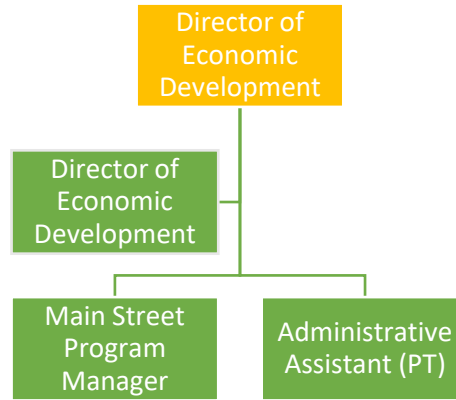 Director of
Economic
Development
Director of
Economic
Development
Main Street
Program
Manager
Administrative
Assistant (PT)